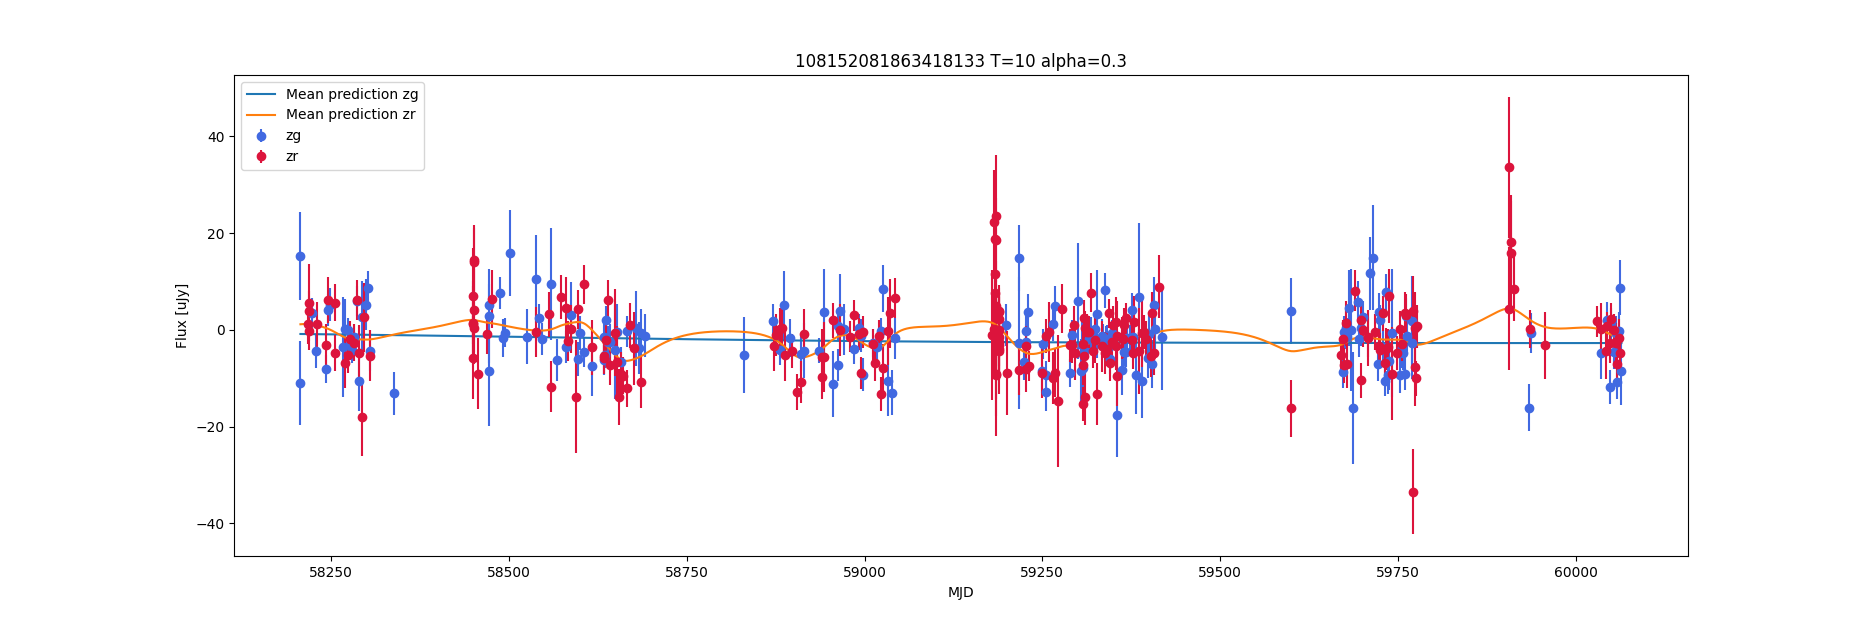 108152081863418133 T=10 alpha=0.3
Mean prediction zg
Mean prediction zr
zg
zr
40
20
0
−20
−40
Flux [uJy]
58250
58500
58750
59000
59250
59500
59750
60000
MJD